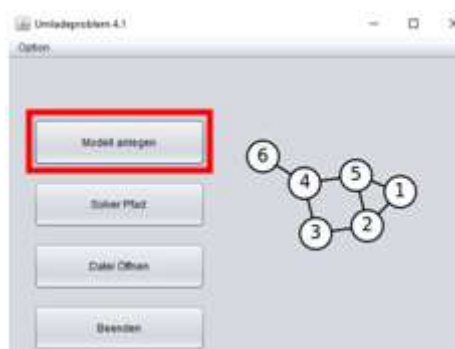 Umladeproblem 4.1
Option
Modell anlegen
Solver Pfad
Datei Öffnen
Beenden
6
4
5
1
3
2